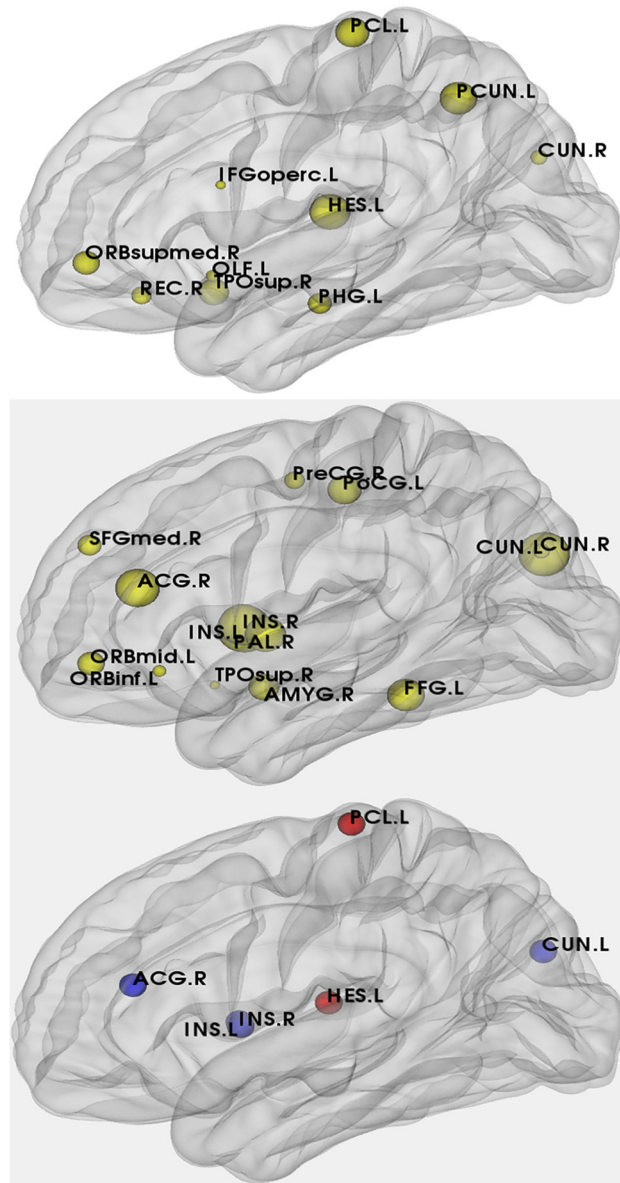 PCL.L
PCUN.L
CUN.R
IFGoperc.L
HES.L
ORBsupmed.R
OLF.L
TPOsup.R
REC.R
PHG.L
PreCG.R
PoCG.L
SFGmed.R
CUN.L CUN.R
ACG.R
INS.R
INS.L
PAL.R
ORBmid.L
ORBinf.L
TPOsup.R
AMYG.R
FFG.L
PCL.L
CUN.L
ACG.R
HES.L
INS.L INS.R